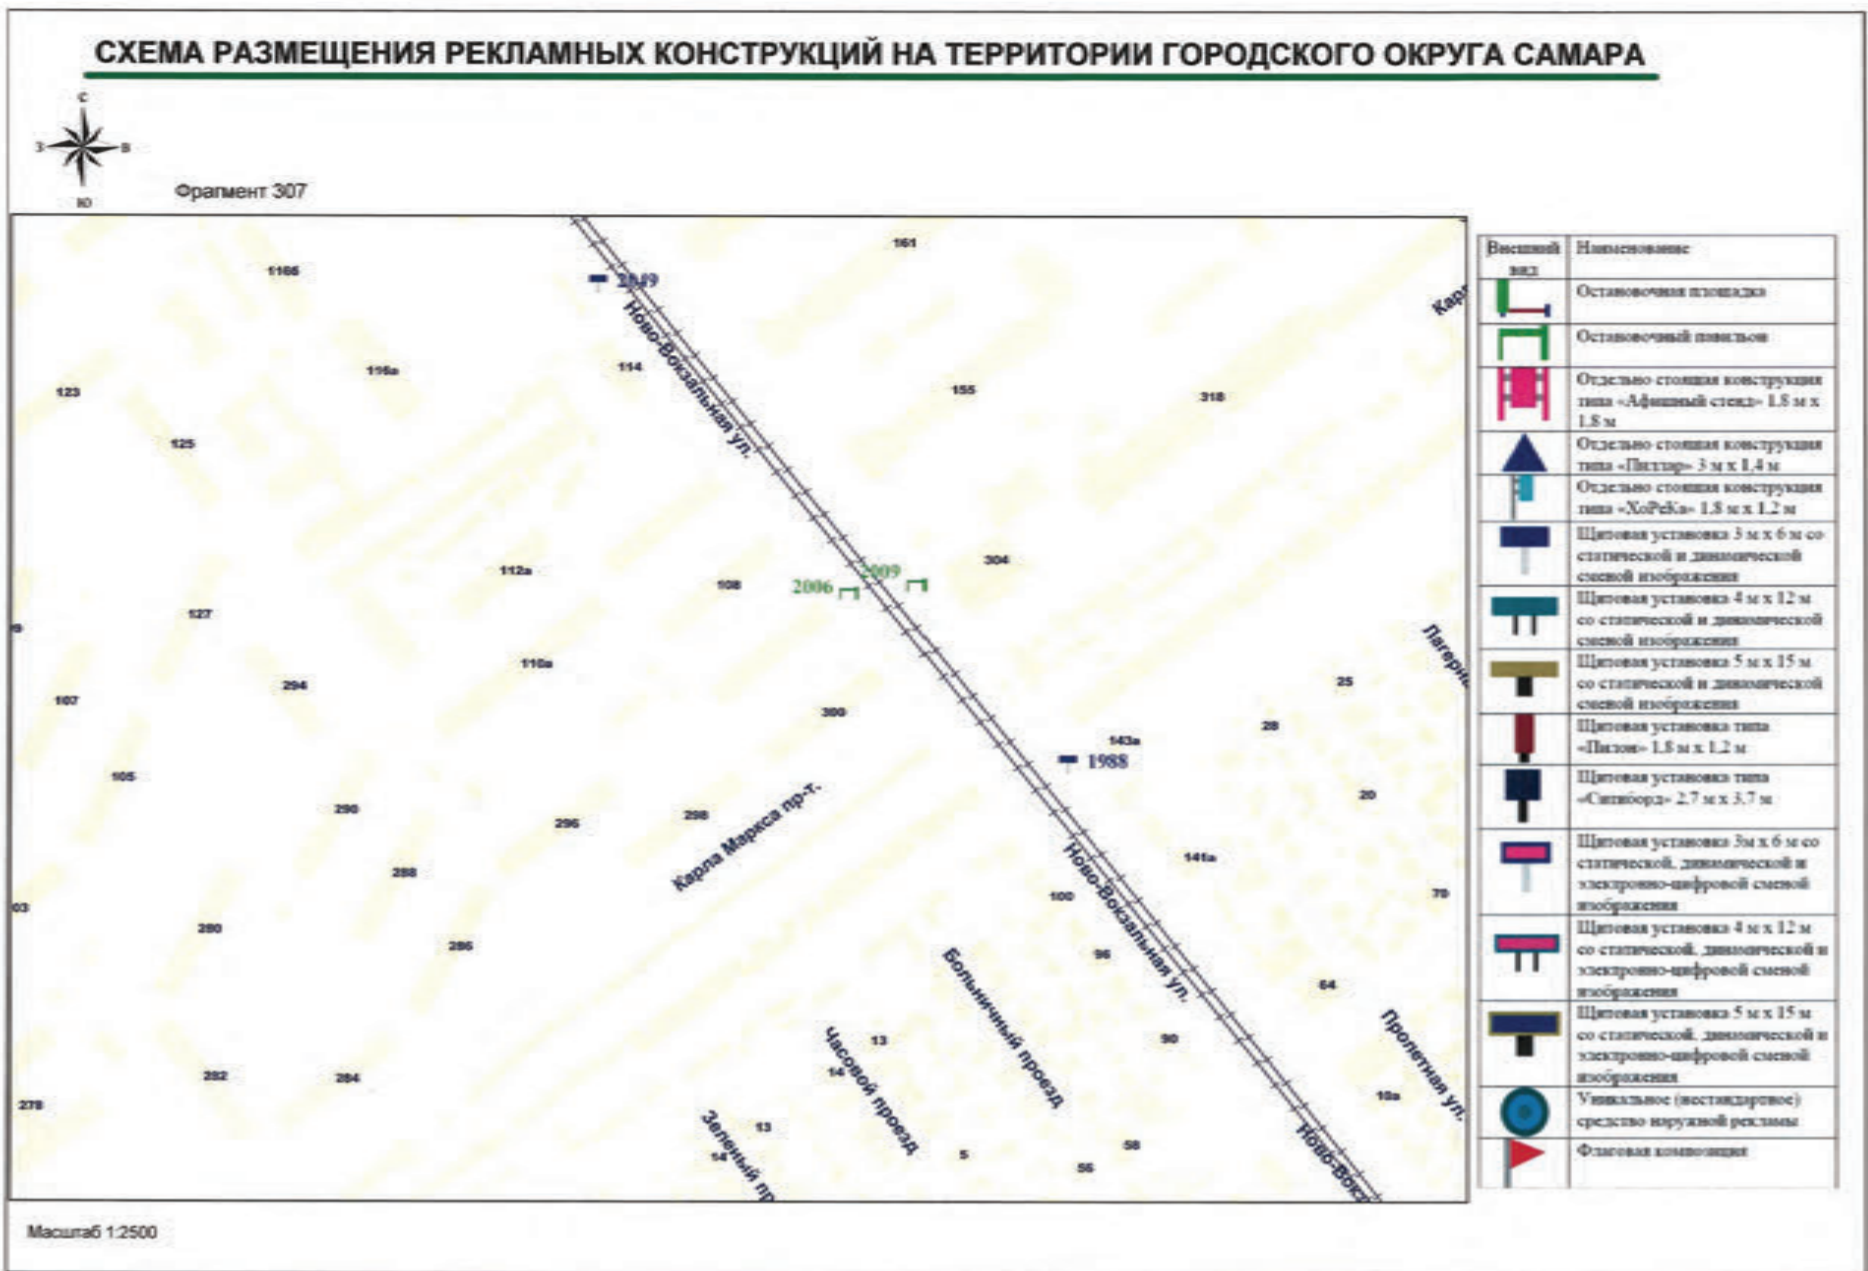 СХЕМА РАЗМЕЩЕНИЯ РЕКЛАМНЫХ КОНСТРУКЦИЙ НА ТЕРРИТОРИИ ГОРОДСКОГО ОКРУГА САМАРА
С
З В
Ю
Фрагмент 307
161
116б
2049
Карл
Ново-Вокзальная ул.
114
116а
123
155
318
125
112а
108
2006
2009
304
127
110а
9
294
107
300
Лагерн
25
28
143а
1988
105
290
296
298
Карла Маркса пр-т.
20
288
141а
100
Ново-Вокзальная ул.
70
03
280
286
96
Больничный проезд
64
Пролетная ул.
Часовой проезд
13
14
90
282
284
278
10а
Зеленый пр
13
14
5
58
56
Ново-Вокз
Внешний вид
Наименование
Остановочная площадка
Остановочный павильон
Отдельно стоящая конструкция
типа «Афишный стенд» 1.8 м х
1.8 м
Отдельно стоящая конструкция
типа «Пиллар» 3 м х 1,4 м
Отдельно стоящая конструкция
типа «ХоРеКа» 1.8 м х 1.2 м
Щитовая установка 3 м х 6 м со
статической и динамической
сменой изображения
Щитовая установка 4 м х 12 м
со статической и динамической
сменой изображения
Щитовая установка 5 м х 15 м
со статической и динамической
сменой изображения
Щитовая установка типа
«Пилон» 1.8 м х 1.2 м
Щитовая установка типа
«Ситиборд» 2.7 м х 3.7 м
Щитовая установка 3м х 6 м со
статической, динамической и
электронно-цифровой сменой
изображения
Щитовая установка 4 м х 12 м
со статической, динамической и
электронно-цифровой сменой
изображения
Щитовая установка 5 м х 15 м
со статической, динамической и
электронно-цифровой сменой
изображения
Уникальное (нестандартное)
средство наружной рекламы
Флаговая композиция
Масштаб 1:2500